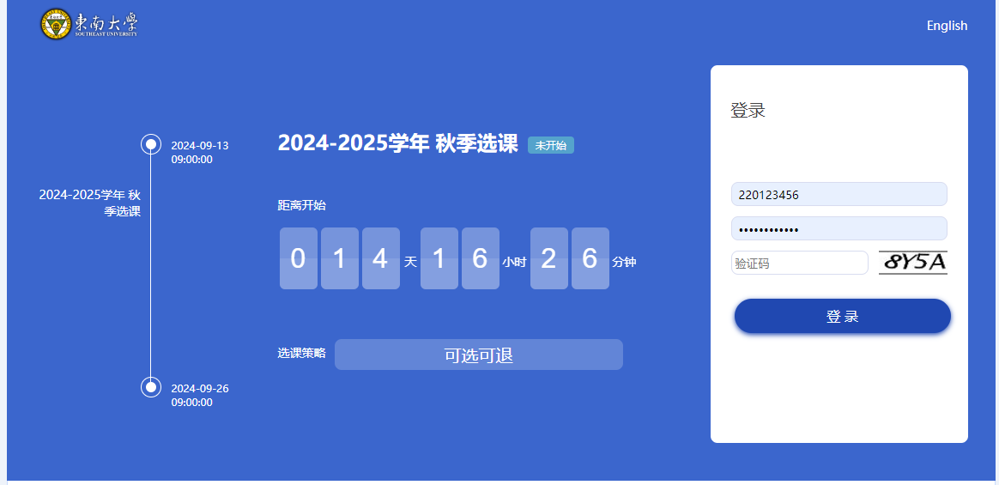 東南大學
SOUTHEAST UNIVERSITY
English
2024-09-13
09:00:00
2024-2025学年 秋
季选课
2024-09-26
09:00:00
2024-2025学年 秋季选课 未开始
距离开始
0 1 4 天 1 6 小时 2 6 分钟
选课策略 可选可退
登录
220123456
••••••••••••
验证码 8Y5A
登 录